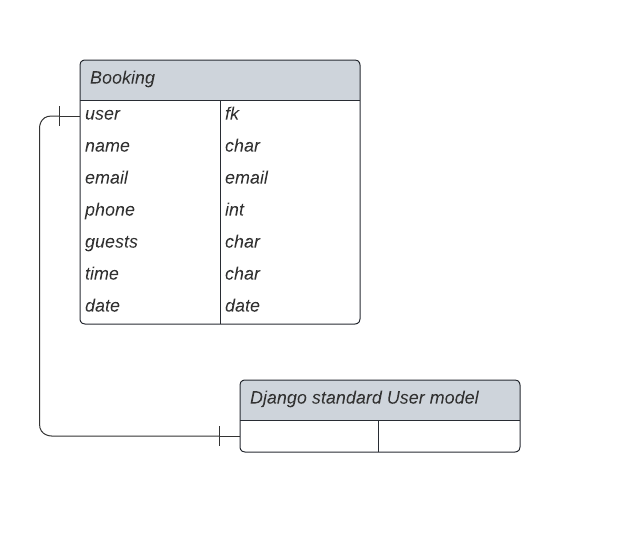 Booking
user fk
name char
email email
phone int
guests char
time char
date date
Django standard User model